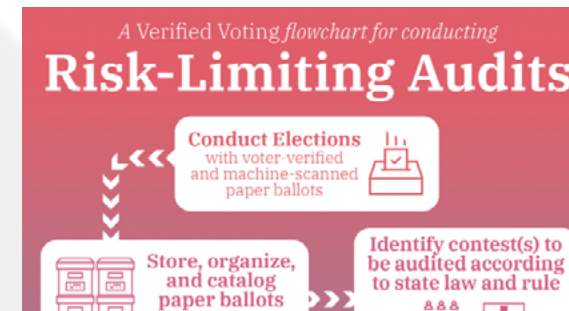 A Verified Voting flowchart for conducting
Risk-Limiting Audits
Conduct Elections
with voter-verified
and machine-scanned
paper ballots
Store, organize,
and catalog
paper ballots
Identify contest(s) to
be audited according
to state law and rule